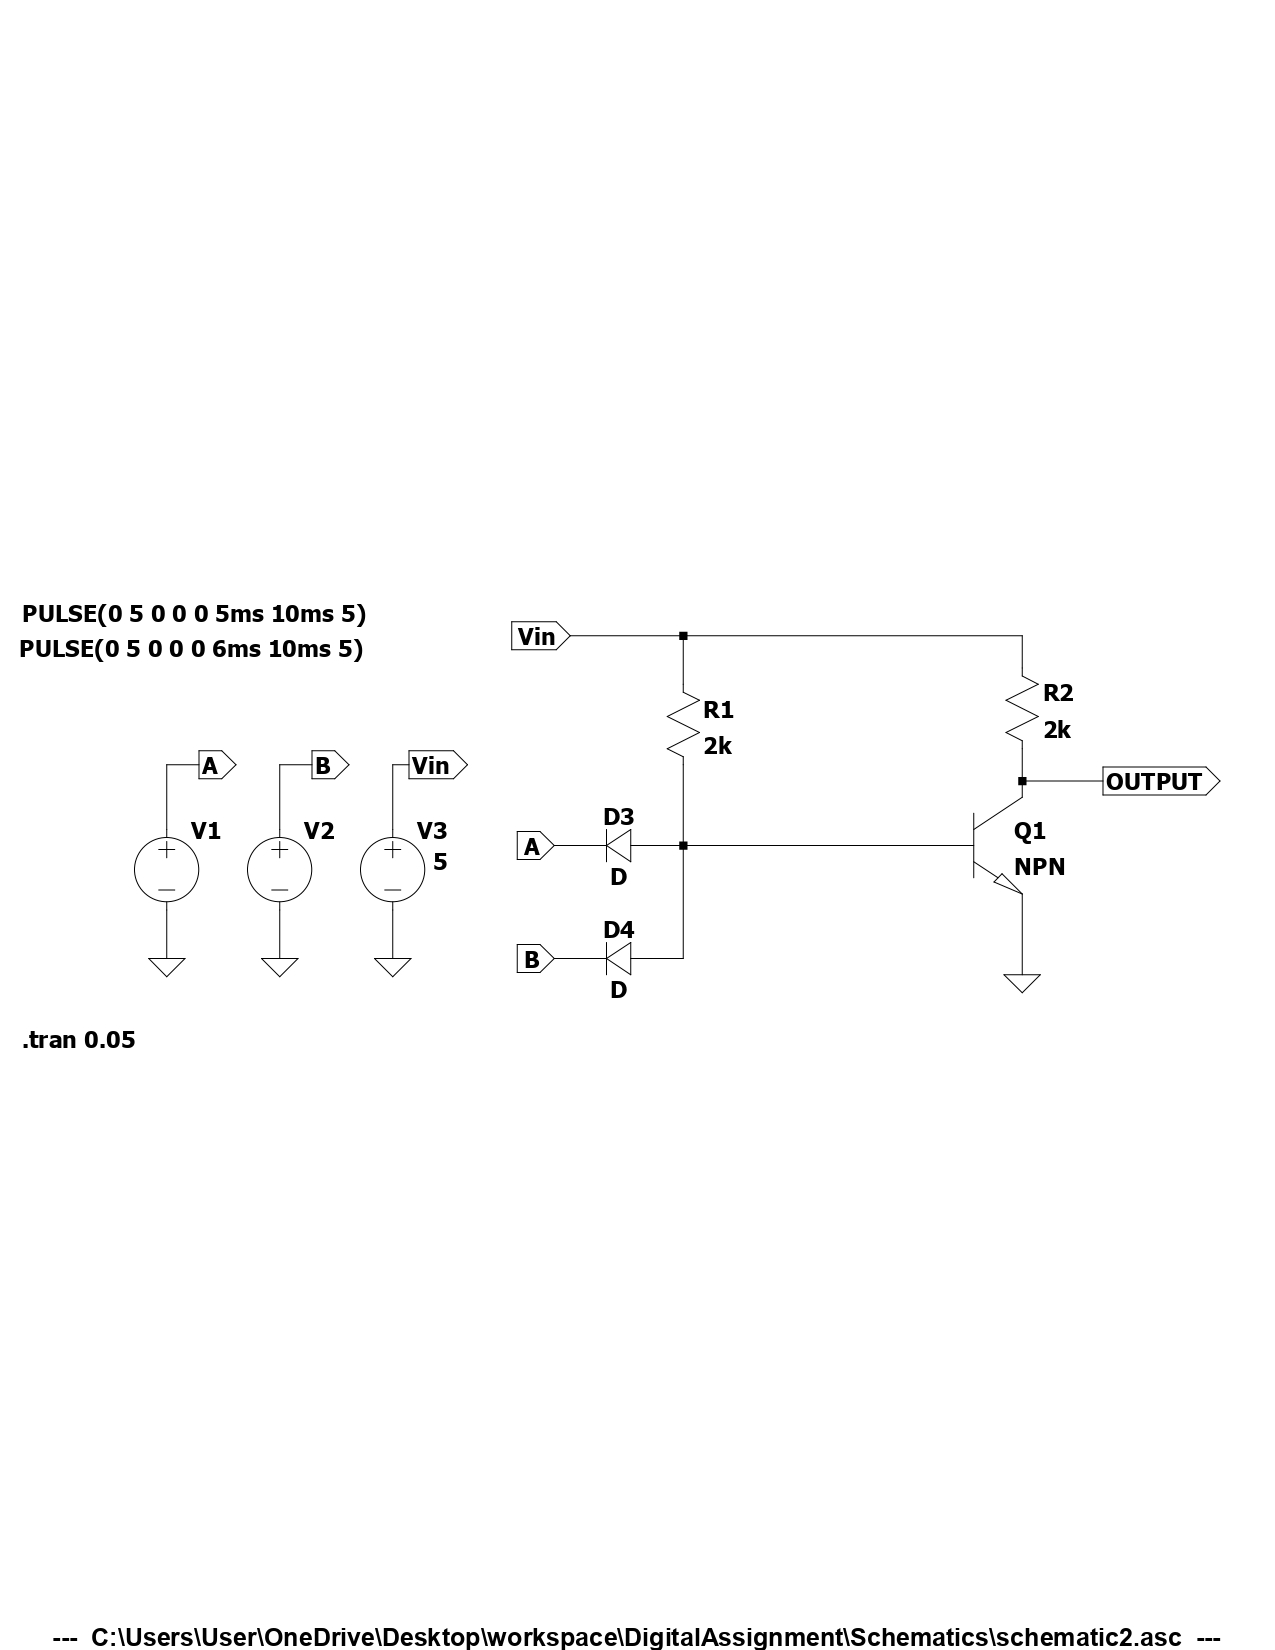 PULSE(0 5 0 0 0 5ms 10ms 5)
PULSE(0 5 0 0 0 6ms 10ms 5)
Vin
R1
2k
R2
2k
A
B
Vin
OUTPUT
V1
V2
V3
5
D3
A
D
Q1
NPN
D4
B
D
.tran 0.05
--- C:\Users\User\OneDrive\Desktop\workspace\DigitalAssignment\Schematics\schematic2.asc ---